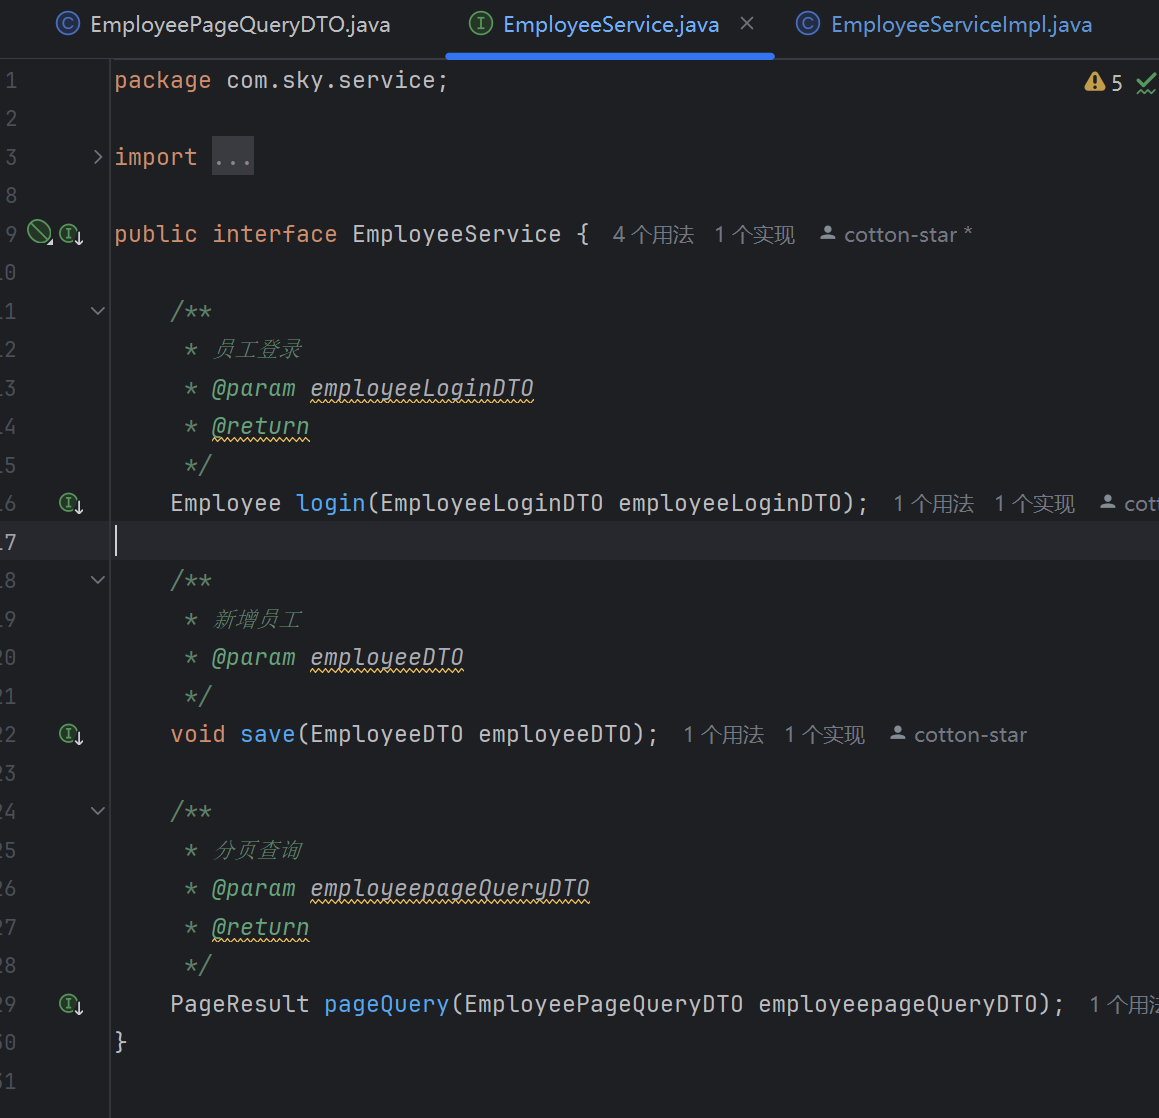 EmployeePageQueryDTO.java EmployeeService.java EmployeeServiceImpl.java
1 package com.sky.service; 5
2
3 import ...
8
9 public interface EmployeeService { 4 个用法 1 个实现 cotton-star *
10
11 /**
12 * 员工登录
13 * @param employeeLoginDTO
14 * @return
15 */
16 Employee login(EmployeeLoginDTO employeeLoginDTO); 1 个用法 1 个实现
17
18 /**
19 * 新增员工
20 * @param employeeDTO
21 */
22 void save(EmployeeDTO employeeDTO); 1 个用法 1 个实现 cotton-star
23
24 /**
25 * 分页查询
26 * @param employeepageQueryDTO
27 * @return
28 */
29 PageResult pageQuery(EmployeePageQueryDTO employeepageQueryDTO); 1 个用法
30 }
31